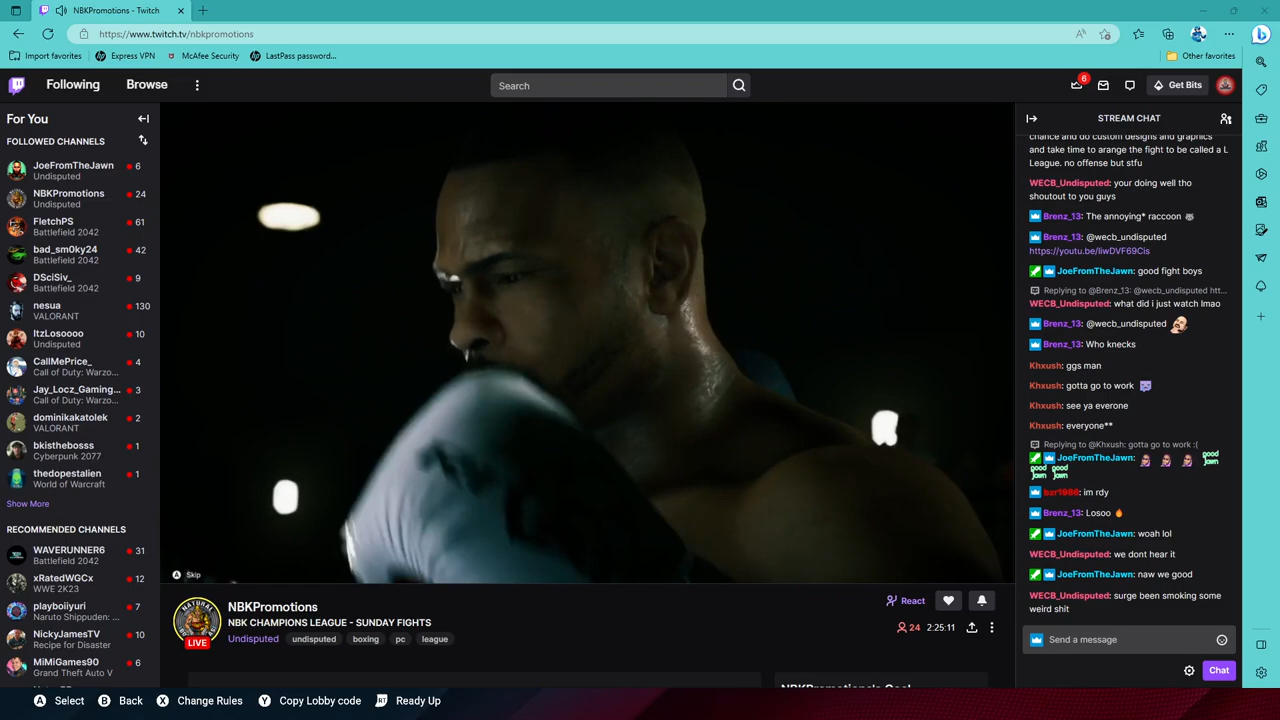 NBKPromotions - Twitch
https://www.twitch.tv/nbkpromotions
Import favorites
Express VPN
McAfee Security
LastPass password...
Other favorites
Following
Browse
Search
6
Get Bits
For You
FOLLOWED CHANNELS
JoeFromTheJawn 6
Undisputed
NBKPromotions 24
Undisputed
FletchPS 61
Battlefield 2042
bad_sm0ky24 42
Battlefield 2042
DSciSiv_ 9
Battlefield 2042
nesua 130
VALORANT
ItzLosoooo 10
Undisputed
CallMePrice_ 4
Call of Duty: Warzo...
Jay_Locz_Gaming... 3
Call of Duty: Warzo...
dominikakatolek 2
VALORANT
bkisthebosss 1
Cyberpunk 2077
thedopestalien 1
World of Warcraft
Show More
RECOMMENDED CHANNELS
WAVERUNNER6 31
Battlefield 2042
xRatedWGCx 12
WWE 2K23
playboiiyuri 7
Naruto Shippuden: ...
NickyJamesTV 10
Recipe for Disaster
MiMiGames90 6
Grand Theft Auto V
A Skip
LIVE
NBKPromotions
NBK CHAMPIONS LEAGUE - SUNDAY FIGHTS
Undisputed undisputed boxing pc league
React
24 2:25:11
STREAM CHAT
chance and do custom designs and graphics
and take time to arange the fight to be called a L
League. no offense but stfu
WECB_Undisputed: your doing well tho
shoutout to you guys
Brenz_13: The annoying* raccoon
Brenz_13: @wecb_undisputed
https://youtu.be/liwDVF69Cis
JoeFromTheJawn: good fight boys
Replying to @Brenz_13: @wecb_undisputed htt...
WECB_Undisputed: what did i just watch lmao
Brenz_13: @wecb_undisputed
Brenz_13: Who knecks
Khxush: ggs man
Khxush: gotta go to work
Khxush: see ya everone
Khxush: everyone**
Replying to @Khxush: gotta go to work :(
JoeFromTheJawn: good jawn
good jawn good jawn
bzr1986: im rdy
Brenz_13: Losoo
JoeFromTheJawn: woah lol
WECB_Undisputed: we dont hear it
JoeFromTheJawn: naw we good
WECB_Undisputed: surge been smoking some
weird shit
Send a message
Chat
A Select B Back X Change Rules Y Copy Lobby code RT Ready Up